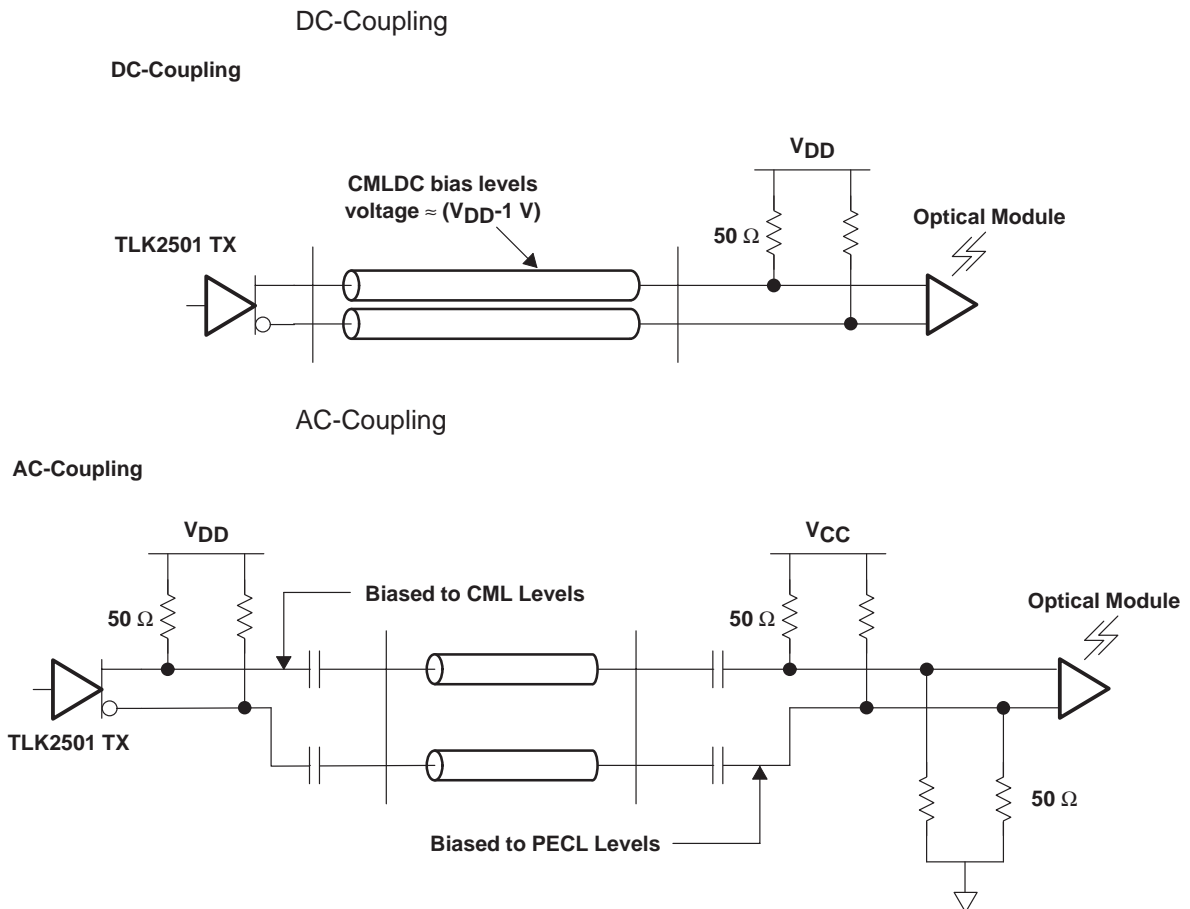 DC-Coupling
DC-Coupling
VDD
CMLDC bias levels
voltage ≈ (VDD-1 V)
Optical Module
50 Ω
TLK2501 TX
AC-Coupling
AC-Coupling
VDD
VCC
Biased to CML Levels
Optical Module
50 Ω
50 Ω
TLK2501 TX
50 Ω
Biased to PECL Levels